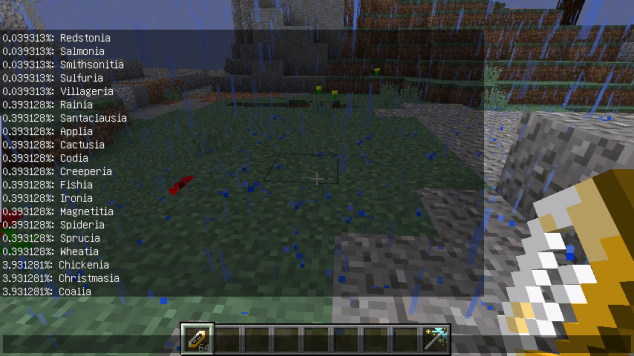 0.039313%: Redstonia
0.039313%: Salmonia
0.039313%: Smithsonitia
0.039313%: Sulfuria
0.039313%: Villageria
0.393128%: Rainia
0.393128%: Santaclausia
0.393128%: Applia
0.393128%: Cactusia
0.393128%: Codia
0.393128%: Creeperia
0.393128%: Fishia
0.393128%: Ironia
0.393128%: Magnetitia
0.393128%: Spideria
0.393128%: Sprucia
0.393128%: Wheatia
3.931281%: Chickenia
3.931281%: Christmasia
3.931281%: Coalia
64